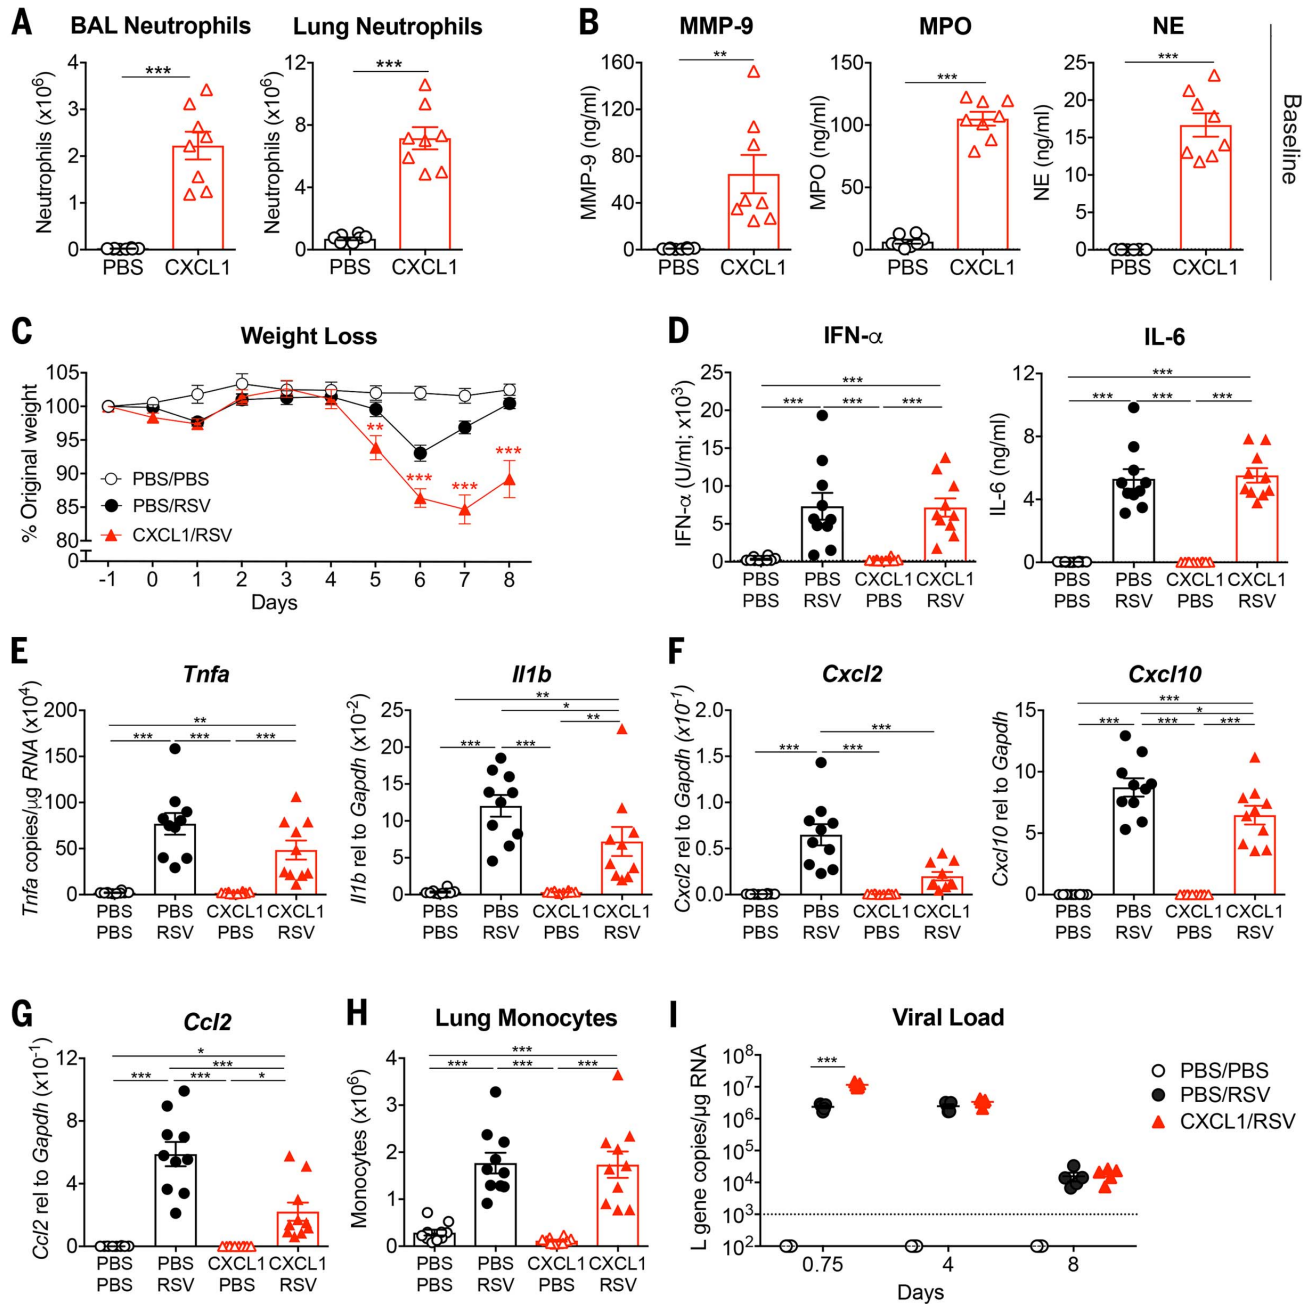 A
BAL Neutrophils
Lung Neutrophils
***
***
Neutrophils (x10⁶)
4
3
2
1
0
PBS
CXCL1
Neutrophils (x10⁶)
12
8
4
0
PBS
CXCL1
B
MMP-9
MPO
NE
**
***
***
MMP-9 (ng/ml)
160
120
80
40
0
PBS
CXCL1
MPO (ng/ml)
150
100
50
0
PBS
CXCL1
NE (ng/ml)
25
20
15
10
5
0
PBS
CXCL1
Baseline
C
Weight Loss
% Original weight
105
100
95
90
85
80
0
PBS/PBS
PBS/RSV
CXCL1/RSV
**
***
***
***
-1 0 1 2 3 4 5 6 7 8
Days
D
IFN-α
***
*** *** ***
IFN-α (U/ml; x10³)
25
20
15
10
5
0
PBS PBS CXCL1 CXCL1
PBS RSV PBS RSV
IL-6
***
*** *** ***
IL-6 (ng/ml)
12
8
4
0
PBS PBS CXCL1 CXCL1
PBS RSV PBS RSV
E
Tnfa
**
*** *** ***
Tnfa copies/µg RNA (x10⁴)
200
150
100
50
0
PBS PBS CXCL1 CXCL1
PBS RSV PBS RSV
Il1b
**
*
**
*** ***
Il1b rel to Gapdh (x10⁻²)
25
20
15
10
5
0
PBS PBS CXCL1 CXCL1
PBS RSV PBS RSV
F
Cxcl2
***
*** ***
Cxcl2 rel to Gapdh (x10⁻¹)
2.0
1.5
1.0
0.5
0.0
PBS PBS CXCL1 CXCL1
PBS RSV PBS RSV
Cxcl10
***
*
*** *** ***
Cxcl10 rel to Gapdh
15
10
5
0
PBS PBS CXCL1 CXCL1
PBS RSV PBS RSV
G
Ccl2
*
***
*** *** *
Ccl2 rel to Gapdh (x10⁻¹)
12
8
4
0
PBS PBS CXCL1 CXCL1
PBS RSV PBS RSV
H
Lung Monocytes
***
*** *** ***
Monocytes (x10⁶)
4
3
2
1
0
PBS PBS CXCL1 CXCL1
PBS RSV PBS RSV
I
Viral Load
***
L gene copies/µg RNA
10⁸
10⁷
10⁶
10⁵
10⁴
10³
10²
0.75 4 8
Days
PBS/PBS
PBS/RSV
CXCL1/RSV